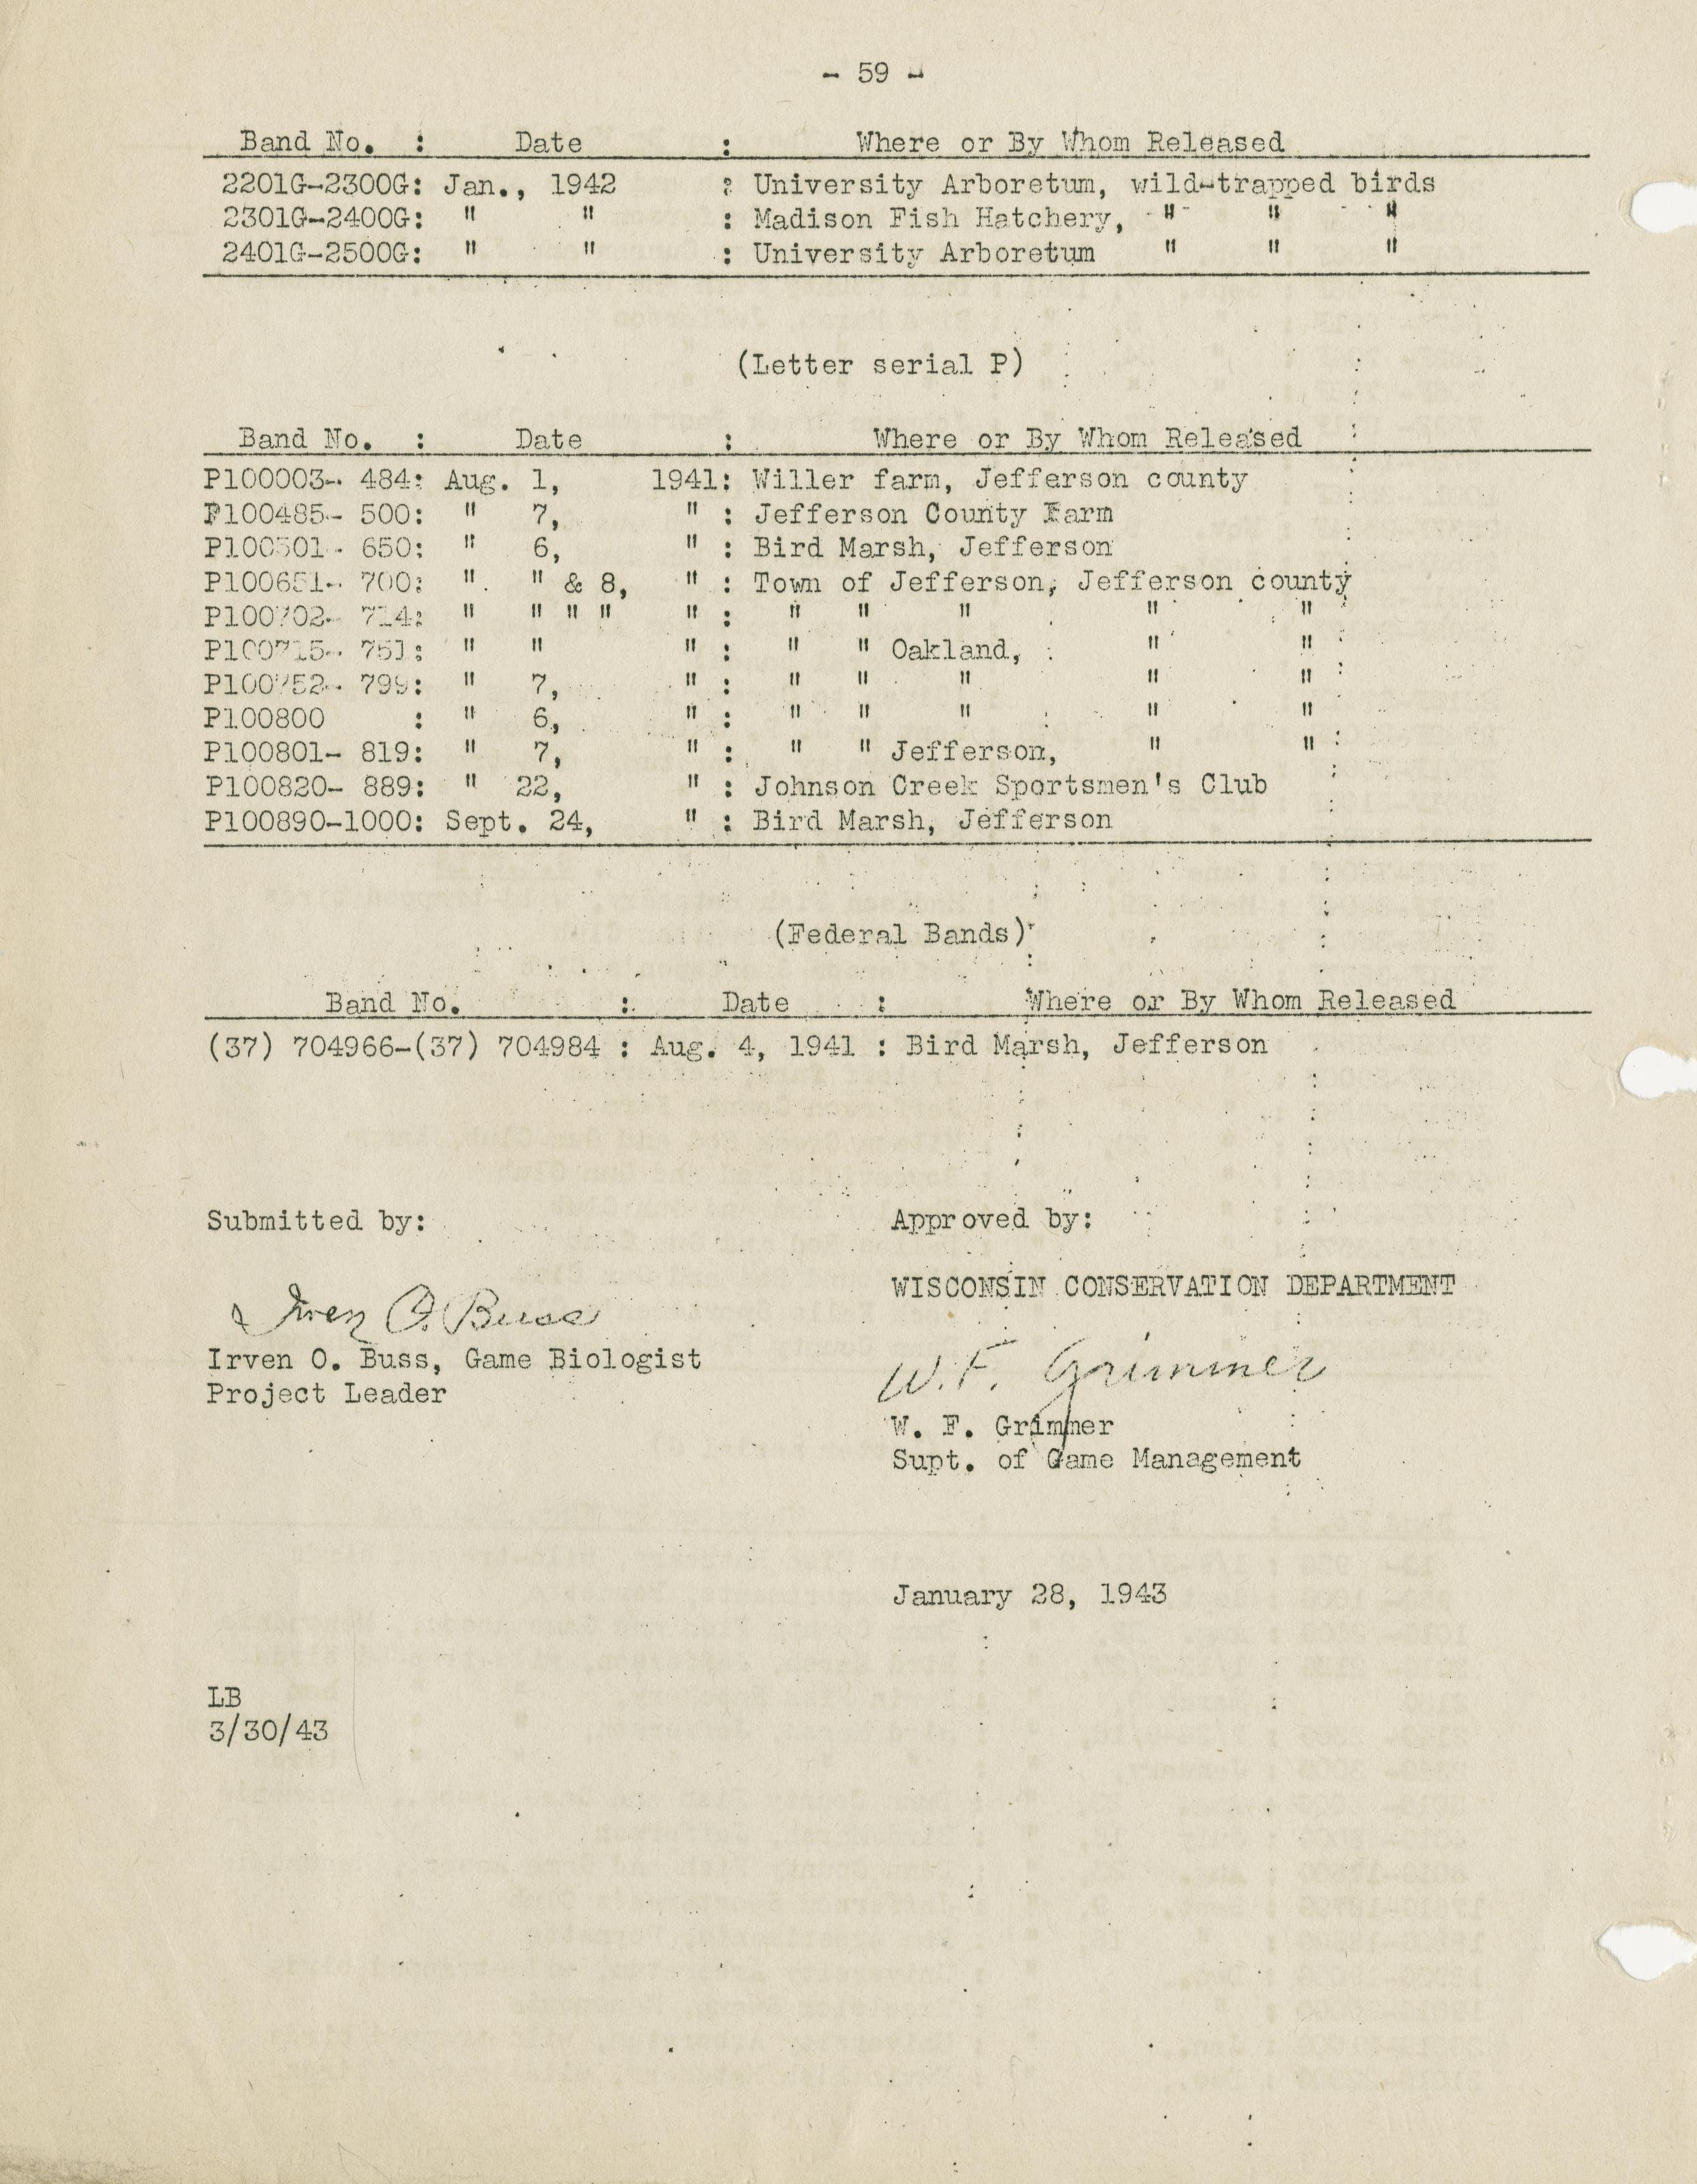 - 59 -
Band No. : Date : Where or By Whom Released
2201G-2300G: Jan., 1942 : University Arboretum, wild-trapped birds
2301G-2400G: " " : Madison Fish Hatchery, " " "
2401G-2500G: " " : University Arboretum " " "
(Letter serial P)
Band No. : Date : Where or By Whom Released
P100003- 484: Aug. 1, 1941: Willer farm, Jefferson county
P100485- 500: " 7, " : Jefferson County Farm
P100501- 650: " 6, " : Bird Marsh, Jefferson
P100651- 700: " " & 8, " : Town of Jefferson, Jefferson county
P100702- 714: " " " " " : " " " " "
P100715- 751: " " " : " " Oakland, " "
P100752- 799: " 7, " : " " " " "
P100800 : " 6, " : " " " " "
P100801- 819: " 7, " : " " Jefferson, " "
P100820- 889: " 22, " : Johnson Creek Sportsmen's Club
P100890-1000: Sept. 24, " : Bird Marsh, Jefferson
(Federal Bands)
Band No. : Date : Where or By Whom Released
(37) 704966-(37) 704984 : Aug. 4, 1941 : Bird Marsh, Jefferson
Submitted by:
Approved by:
WISCONSIN CONSERVATION DEPARTMENT
Irven O. Buss
Irven O. Buss, Game Biologist
Project Leader
W. F. Grimmer
W. F. Grimmer
Supt. of Game Management
January 28, 1943
LB
3/30/43